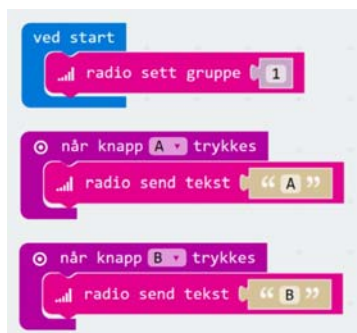 ved start
radio sett gruppe 1
når knapp A trykkes
radio send tekst “ A ”
når knapp B trykkes
radio send tekst “ B ”